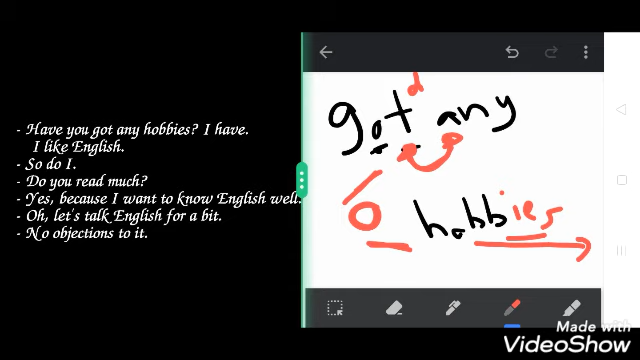 - Have you got any hobbies? I have.
I like English.
- So do I.
- Do you read much?
- Yes, because I want to know English well.
- Oh, let's talk English for a bit.
- No objections to it.
d
got any
hobbies
Made with
VideoShow